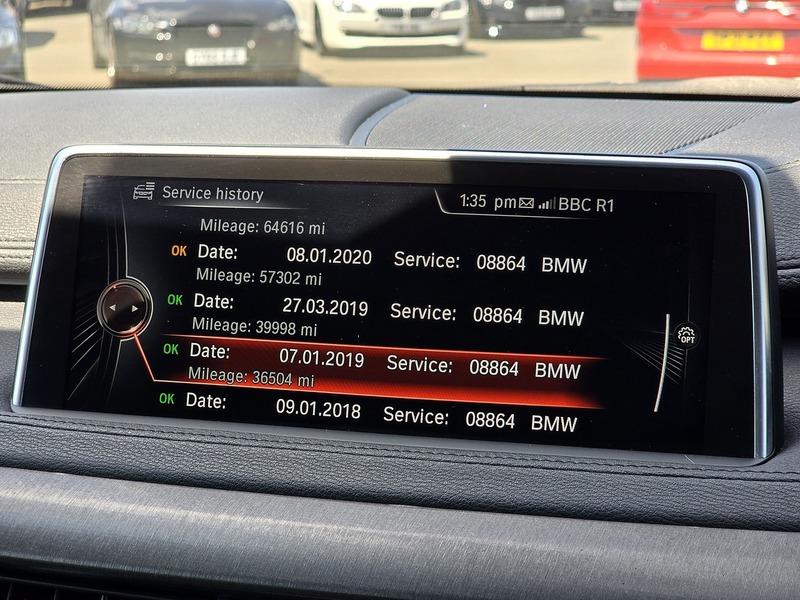 Service history
1:35 pm BBC R1
Mileage: 64616 mi
OK Date: 08.01.2020 Service: 08864 BMW
Mileage: 57302 mi
OK Date: 27.03.2019 Service: 08864 BMW
Mileage: 39998 mi
OK Date: 07.01.2019 Service: 08864 BMW
Mileage: 36504 mi
OK Date: 09.01.2018 Service: 08864 BMW
OPT